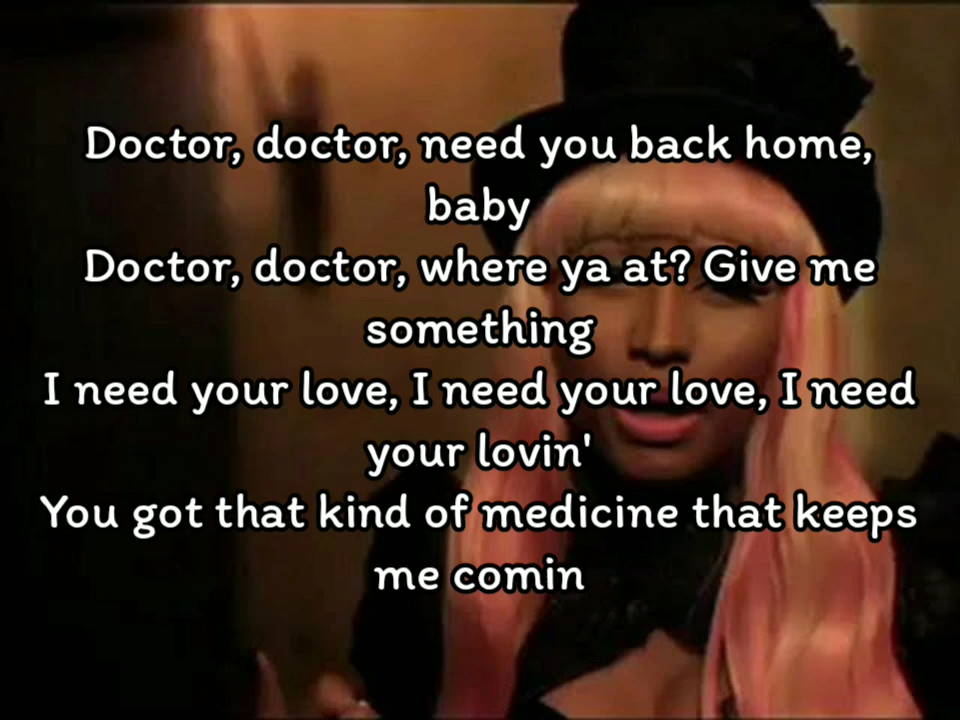 Doctor, doctor, need you back home,
baby
Doctor, doctor, where ya at? Give me
something
I need your love, I need your love, I need
your lovin'
You got that kind of medicine that keeps
me comin